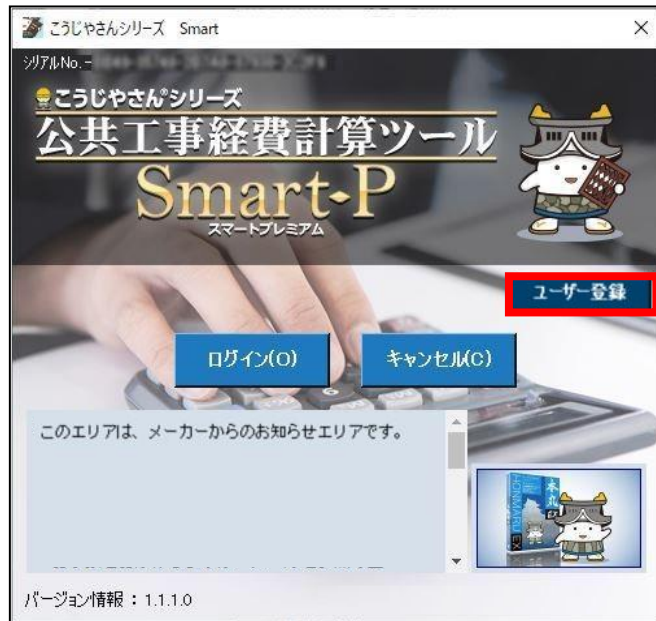 こうじやさんシリーズ Smart
シリアルNo.-
こうじやさん®シリーズ
公共工事経費計算ツール
Smart-P
スマートプレミアム
ユーザー登録
ログイン(O)
キャンセル(C)
このエリアは、メーカーからのお知らせエリアです。
本丸
EX
HONMARU EX
バージョン情報：1.1.1.0